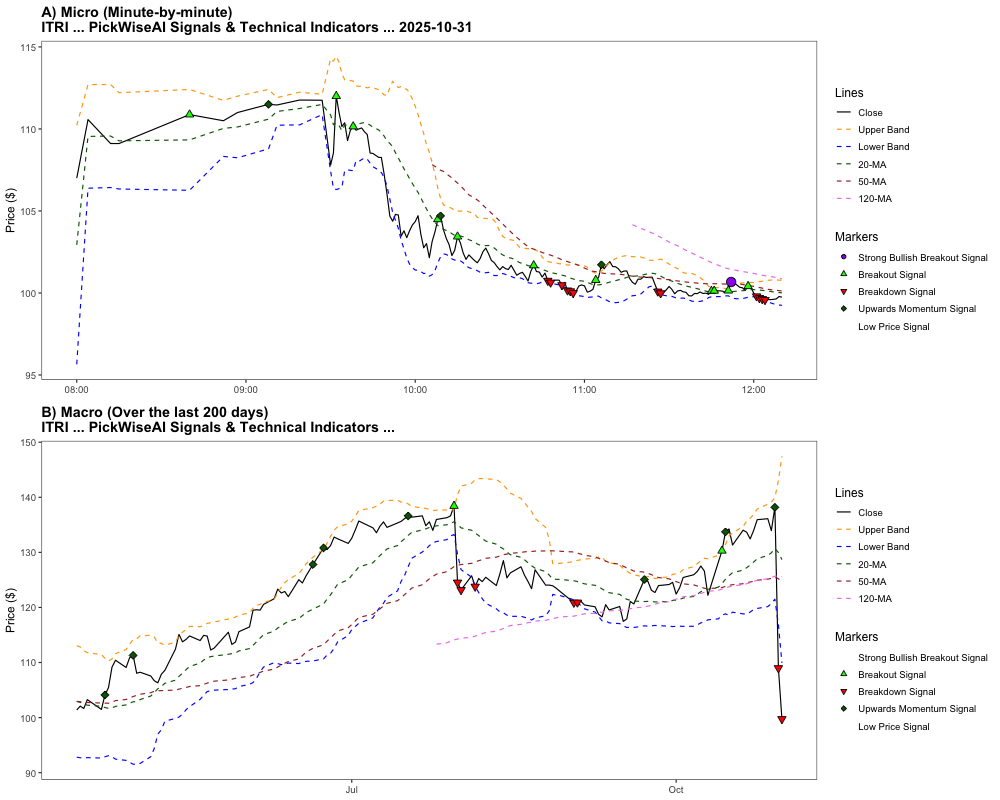 A) Micro (Minute-by-minute)
ITRI ... PickWiseAI Signals & Technical Indicators ... 2025-10-31
115
110
105
100
95
Price ($)
08:00
09:00
10:00
11:00
12:00
Lines
Close
Upper Band
Lower Band
20-MA
50-MA
120-MA
Markers
Strong Bullish Breakout Signal
Breakout Signal
Breakdown Signal
Upwards Momentum Signal
Low Price Signal
B) Macro (Over the last 200 days)
ITRI ... PickWiseAI Signals & Technical Indicators ...
150
140
130
120
110
100
90
Price ($)
Jul
Oct
Lines
Close
Upper Band
Lower Band
20-MA
50-MA
120-MA
Markers
Strong Bullish Breakout Signal
Breakout Signal
Breakdown Signal
Upwards Momentum Signal
Low Price Signal